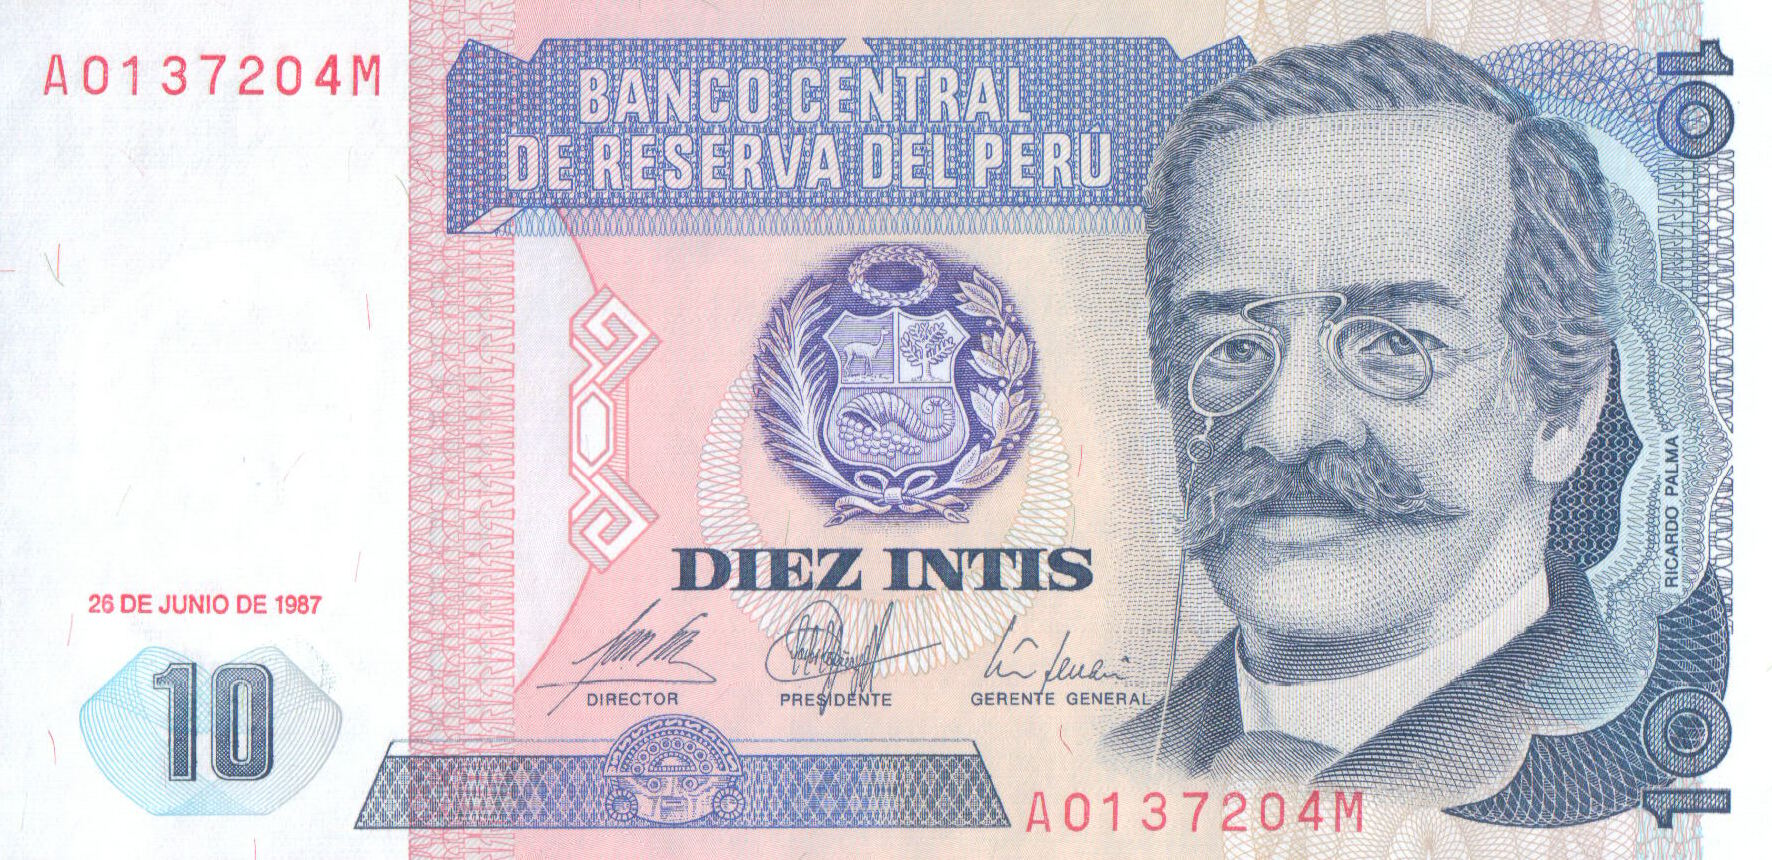 A0137204M
BANCO CENTRAL
DE RESERVA DEL PERU
10
RICARDO PALMA
DIEZ INTIS
26 DE JUNIO DE 1987
DIRECTOR
PRESIDENTE
GERENTE GENERAL
10
10
A0137204M